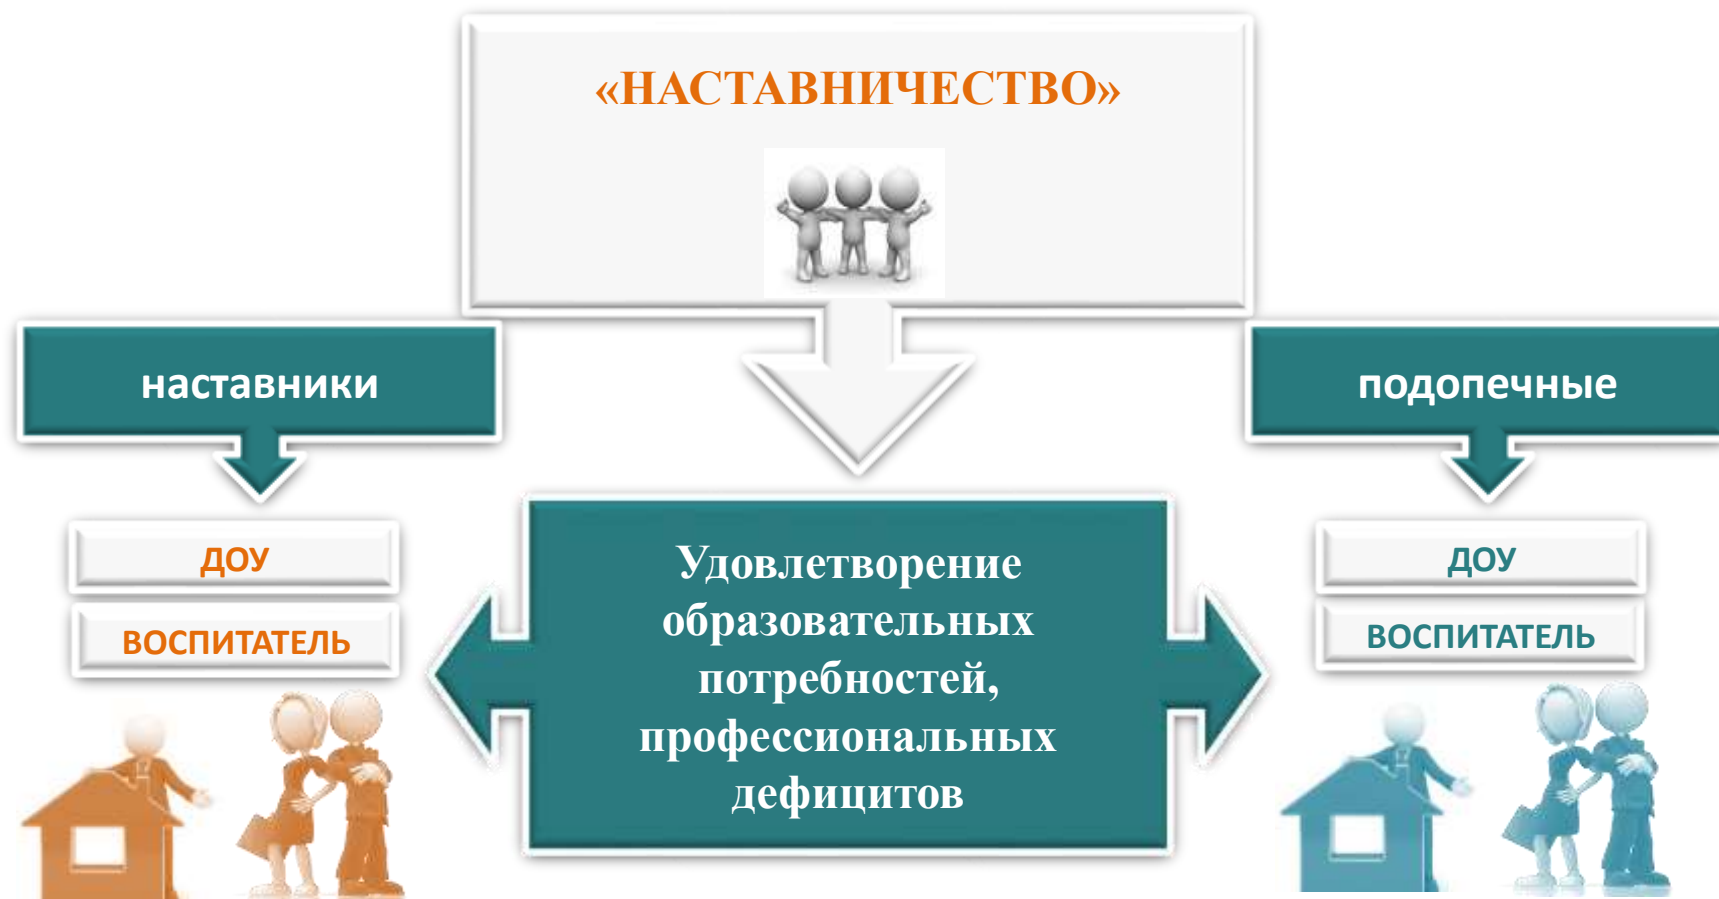 «НАСТАВНИЧЕСТВО»
наставники
подопечные
ДОУ
ВОСПИТАТЕЛЬ
Удовлетворение
образовательных
потребностей,
профессиональных
дефицитов
ДОУ
ВОСПИТАТЕЛЬ